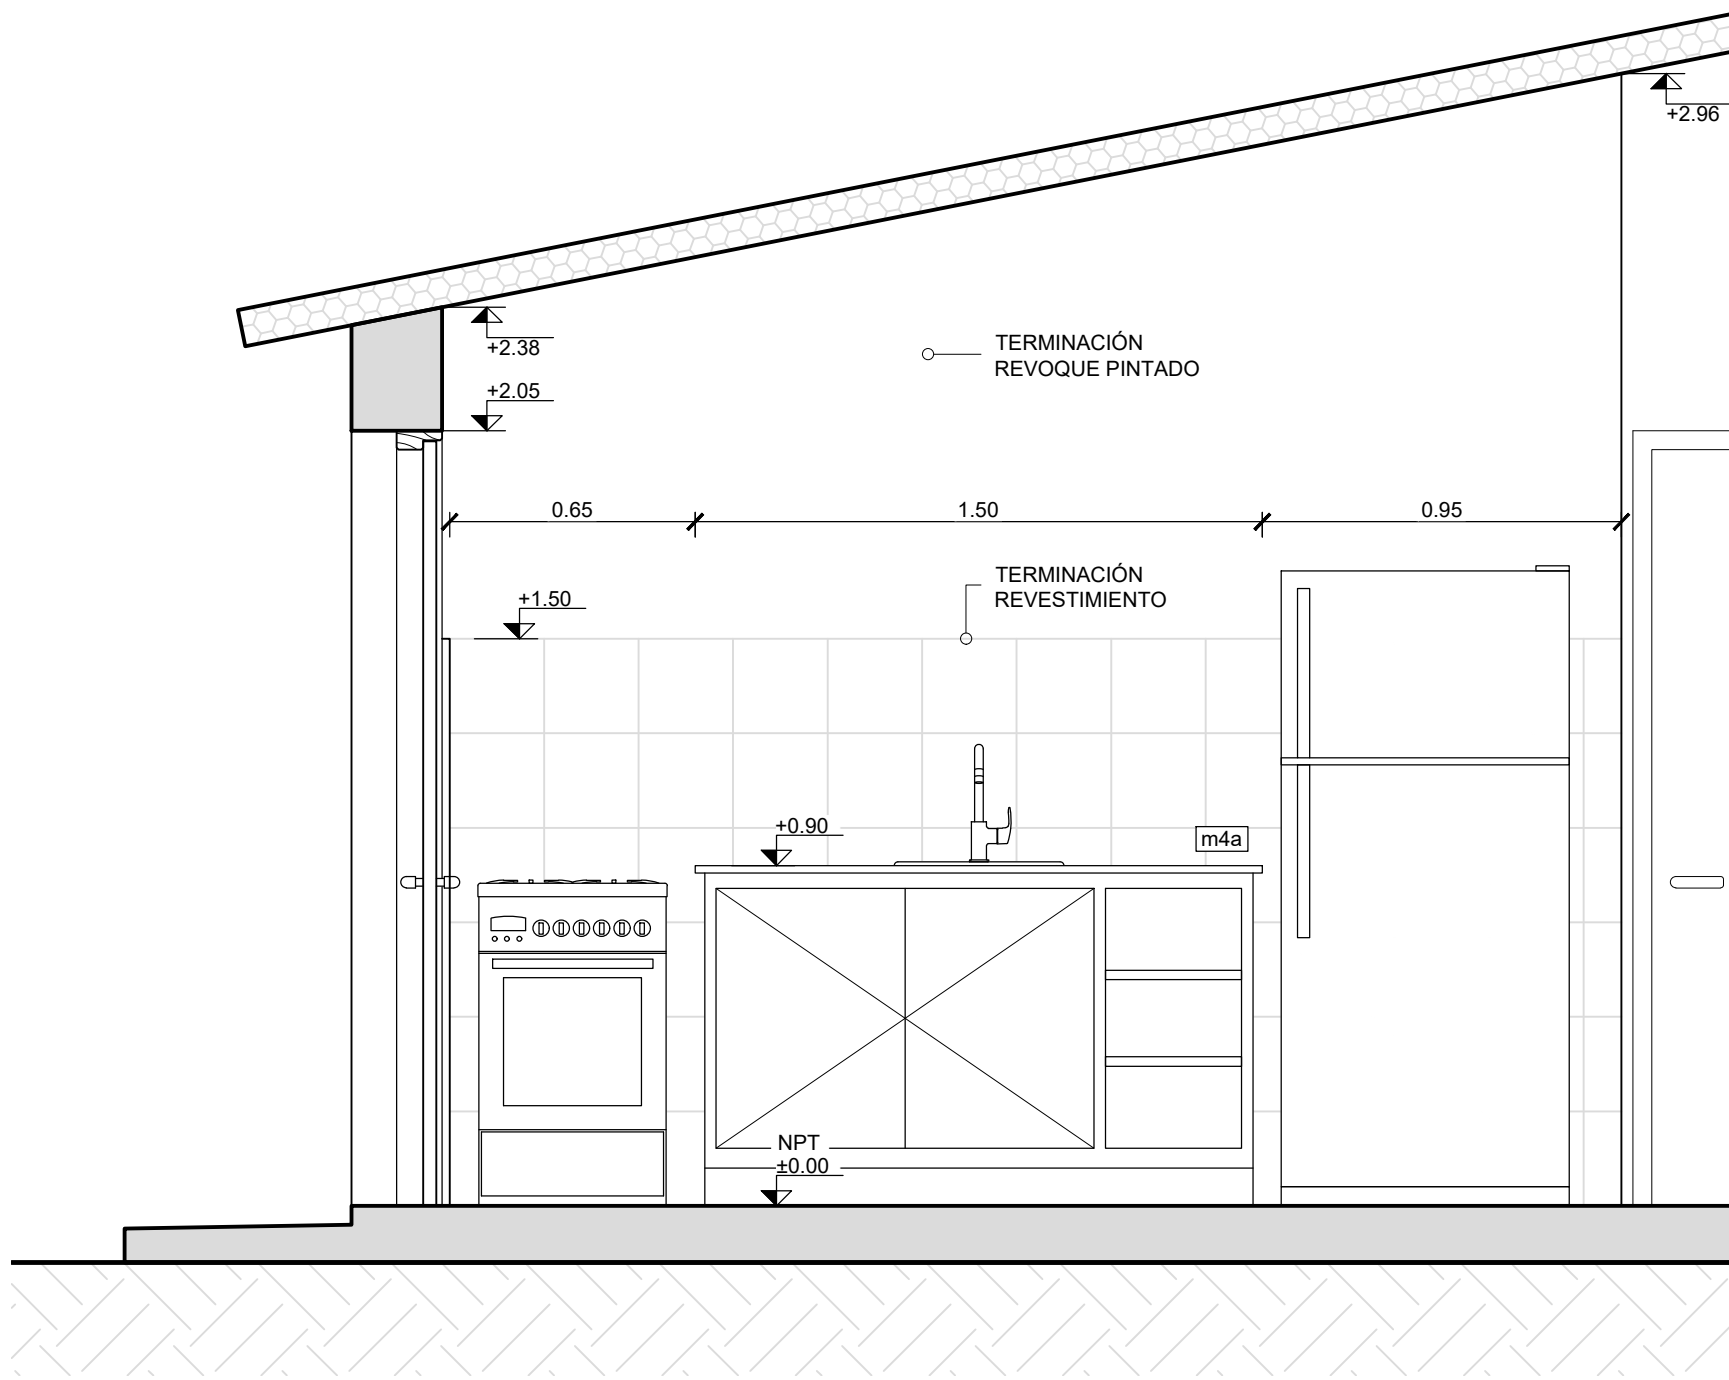 +2.96
+2.38
TERMINACIÓN
REVOQUE PINTADO
+2.05
0.65
1.50
0.95
TERMINACIÓN
REVESTIMIENTO
+1.50
+0.90
m4a
NPT
±0.00